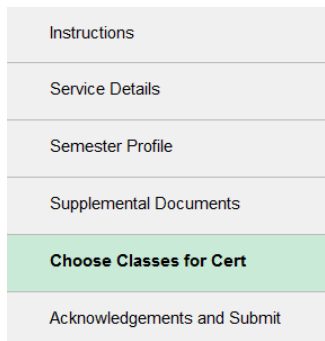 Instructions
Service Details
Semester Profile
Supplemental Documents
Choose Classes for Cert
Acknowledgements and Submit